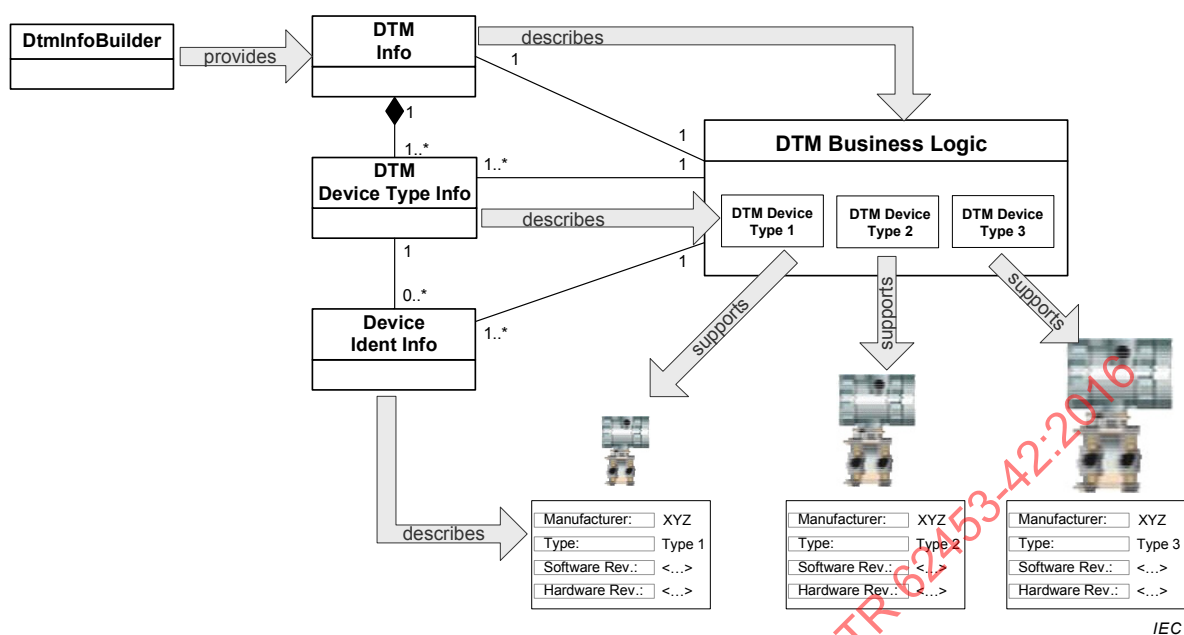 DtmInfoBuilder
provides
DTM
Info
describes
1
1
1
1..*
DTM
Device Type Info
1..*
1
describes
DTM Business Logic
DTM Device
Type 1
DTM Device
Type 2
DTM Device
Type 3
1
0..*
1
1..*
Device
Ident Info
supports
supports
supports
describes
Manufacturer: XYZ
Type: Type 1
Software Rev.: <...>
Hardware Rev.: <...>
Manufacturer: XYZ
Type: Type 2
Software Rev.: <...>
Hardware Rev.: <...>
Manufacturer: XYZ
Type: Type 3
Software Rev.: <...>
Hardware Rev.: <...>
TR 62453-42:2016
IEC